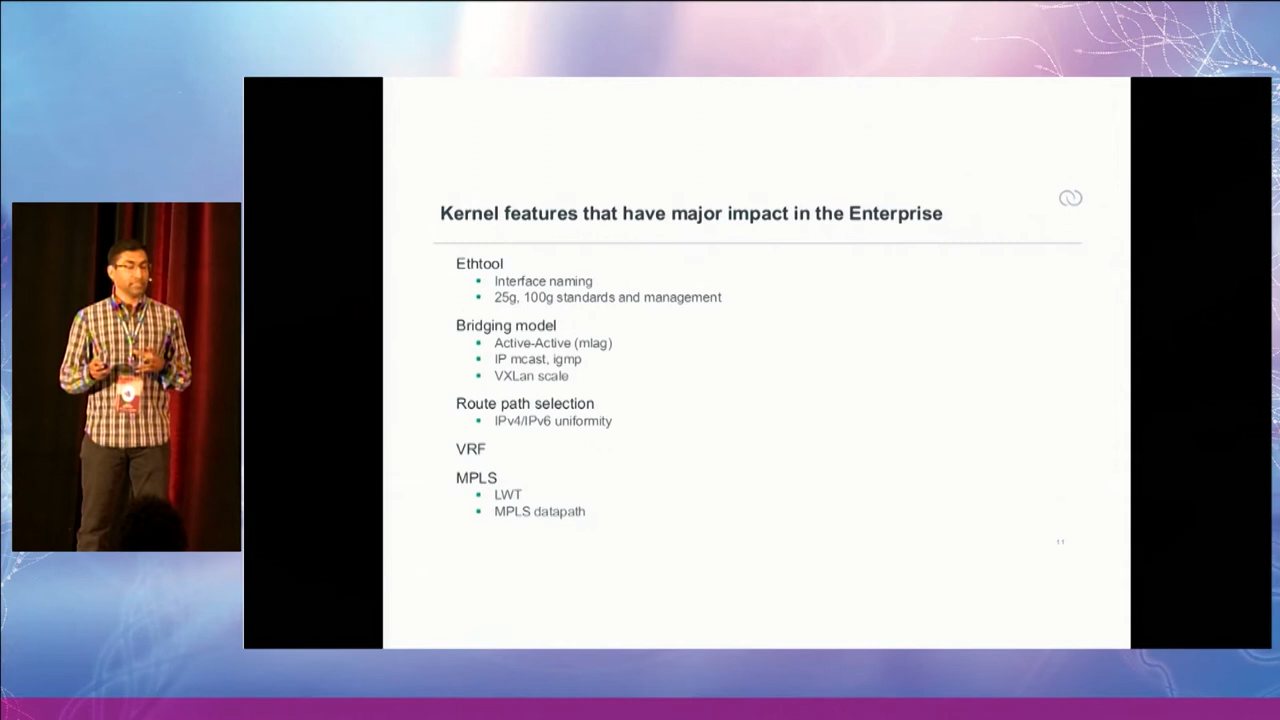 Kernel features that have major impact in the Enterprise
Ethtool
Interface naming
25g, 100g standards and management
Bridging model
Active-Active (mlag)
IP mcast, igmp
VXLan scale
Route path selection
IPv4/IPv6 uniformity
VRF
MPLS
LWT
MPLS datapath
11